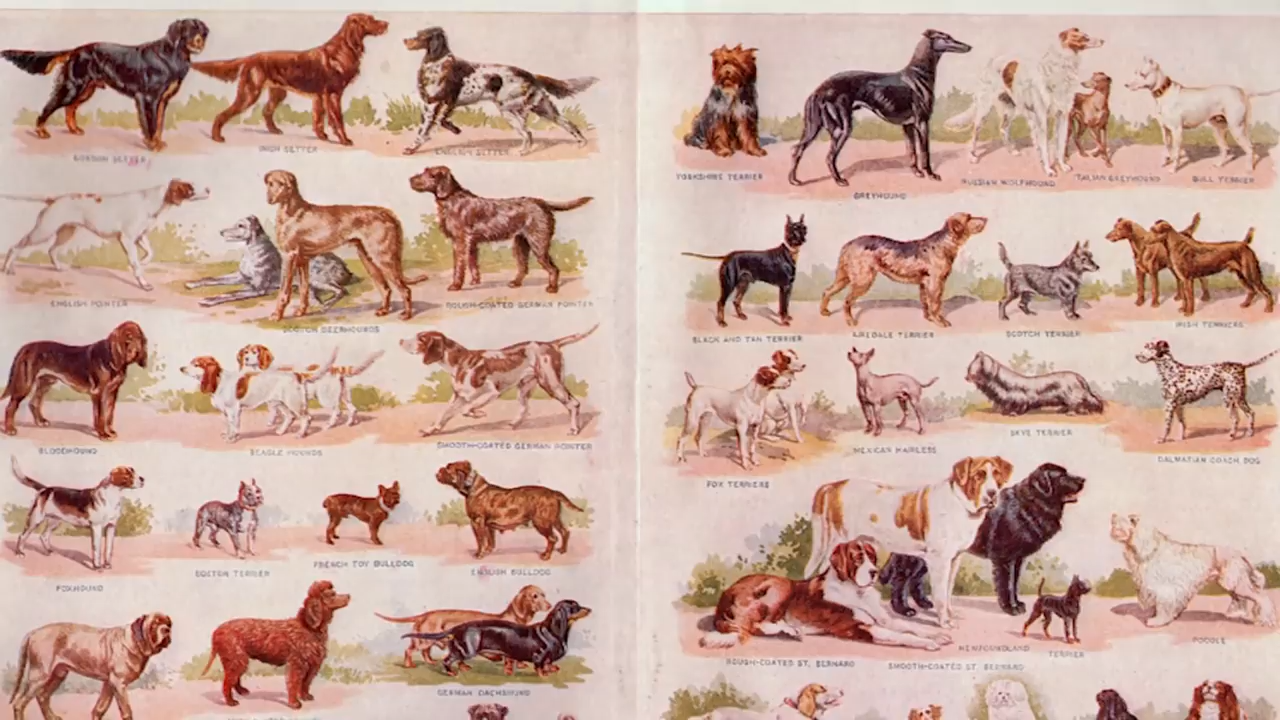 GORDON SETTER
IRISH SETTER
ENGLISH SETTER
ENGLISH POINTER
SCOTCH DEERHOUNDS
ROUGH-COATED GERMAN POINTER
BLOODHOUND
BEAGLE HOUNDS
SMOOTH-COATED GERMAN POINTER
FOXHOUND
BOSTON TERRIER
FRENCH TOY BULLDOG
ENGLISH BULLDOG
GERMAN DACHSHUND
YORKSHIRE TERRIER
GREYHOUND
RUSSIAN WOLFHOUND
ITALIAN GREYHOUND
BULL TERRIER
BLACK AND TAN TERRIER
AIREDALE TERRIER
SCOTCH TERRIER
IRISH TERRIERS
FOX TERRIERS
MEXICAN HAIRLESS
SKYE TERRIER
DALMATIAN COACH DOG
ROUGH-COATED ST. BERNARD
SMOOTH-COATED ST. BERNARD
NEWFOUNDLAND
TERRIER
POODLE